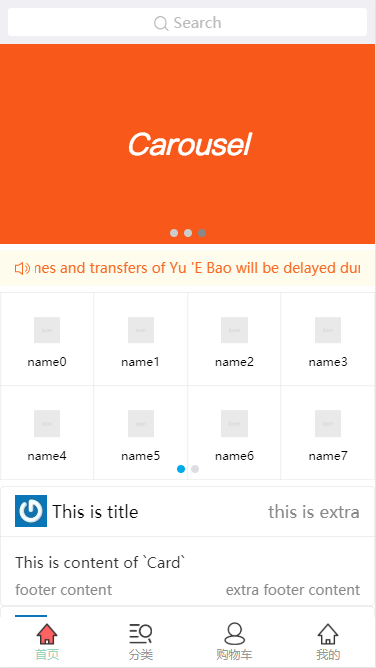 Search
Carousel
nes and transfers of Yu 'E Bao will be delayed dur
name0 name1 name2 name3
name4 name5 name6 name7
This is title this is extra
This is content of `Card`
footer content extra footer content
首页 分类 购物车 我的